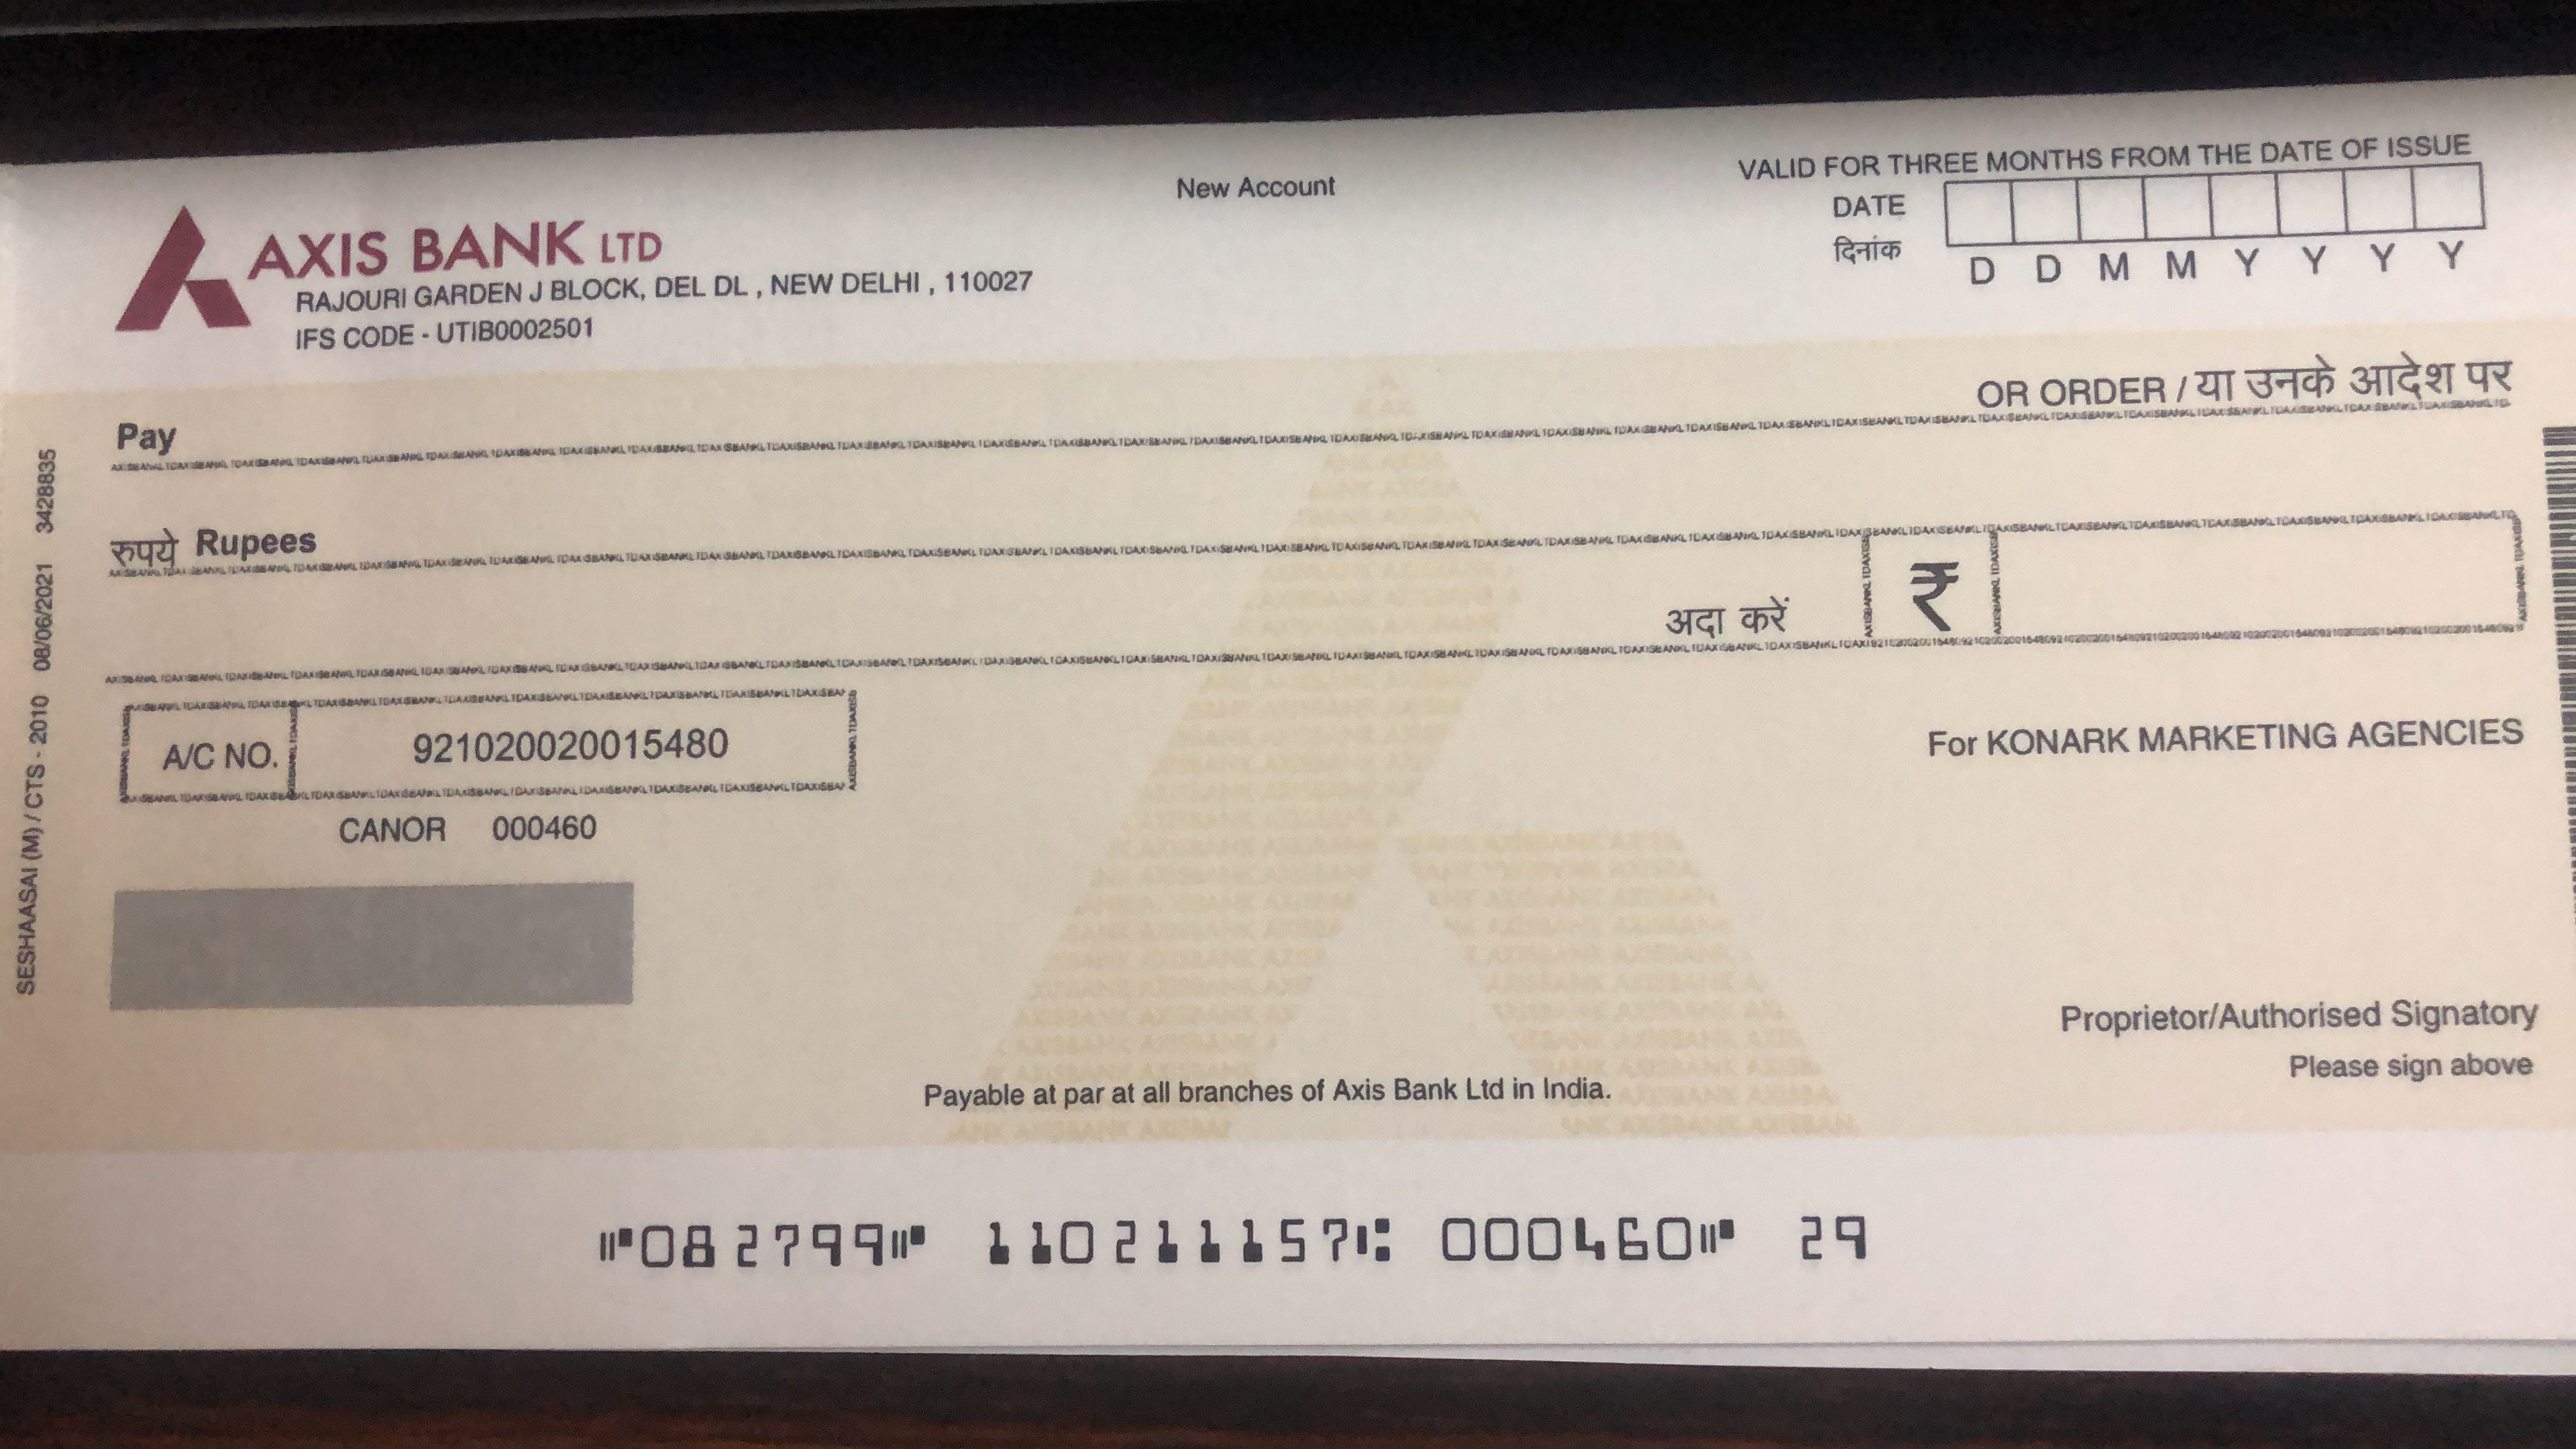 New Account
VALID FOR THREE MONTHS FROM THE DATE OF ISSUE
DATE
दिनांक
D D M M Y Y Y Y
AXIS BANK LTD
RAJOURI GARDEN J BLOCK, DEL DL , NEW DELHI , 110027
IFS CODE - UTIB0002501
OR ORDER / या उनके आदेश पर
Pay
रुपये Rupees
अदा करें ₹
A/C NO. 921020020015480
CANOR 000460
For KONARK MARKETING AGENCIES
Proprietor/Authorised Signatory
Please sign above
Payable at par at all branches of Axis Bank Ltd in India.
⑈082799⑈ 110211157⑆ 000460⑈ 29
SESHAASAI (M) / CTS - 2010 08/06/2021 3428835